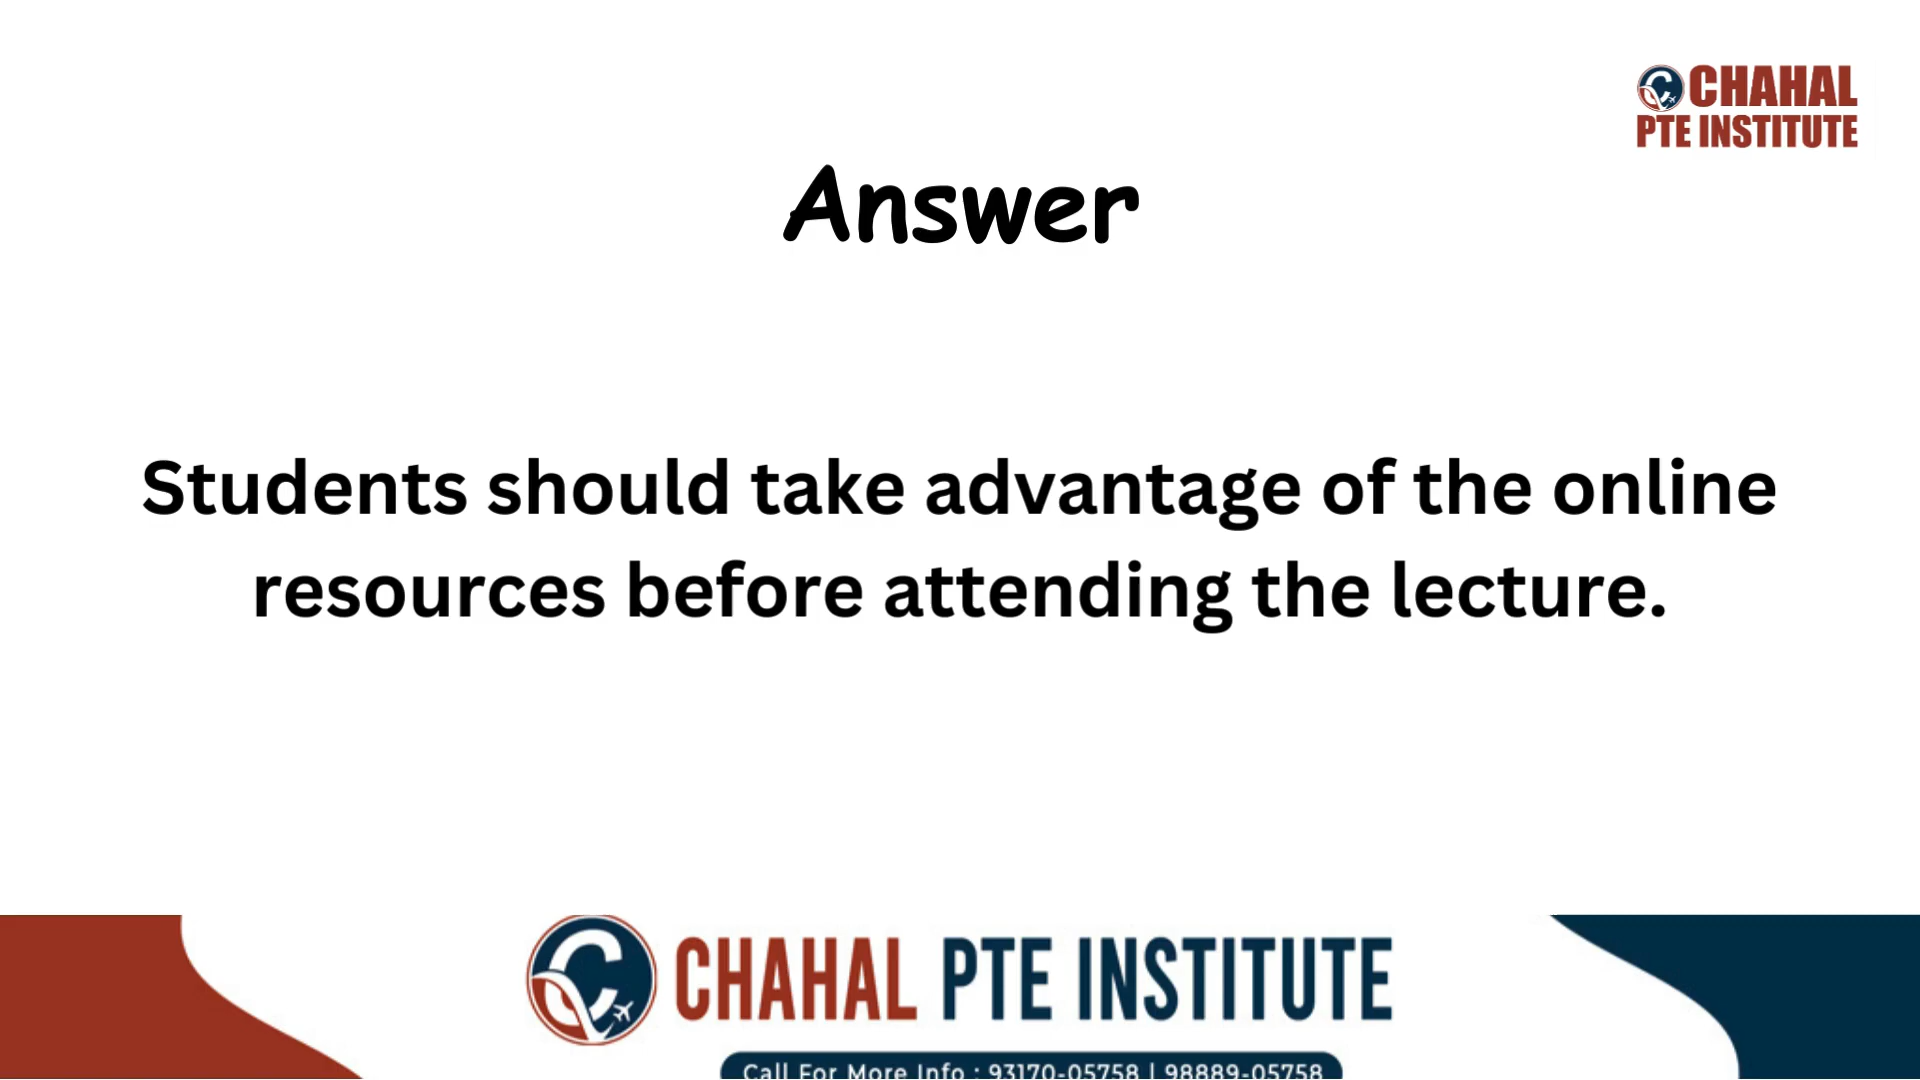 CHAHAL
PTE INSTITUTE
Answer
Students should take advantage of the online
resources before attending the lecture.
CHAHAL PTE INSTITUTE
Call For More Info : 93170-05758 | 98889-05758